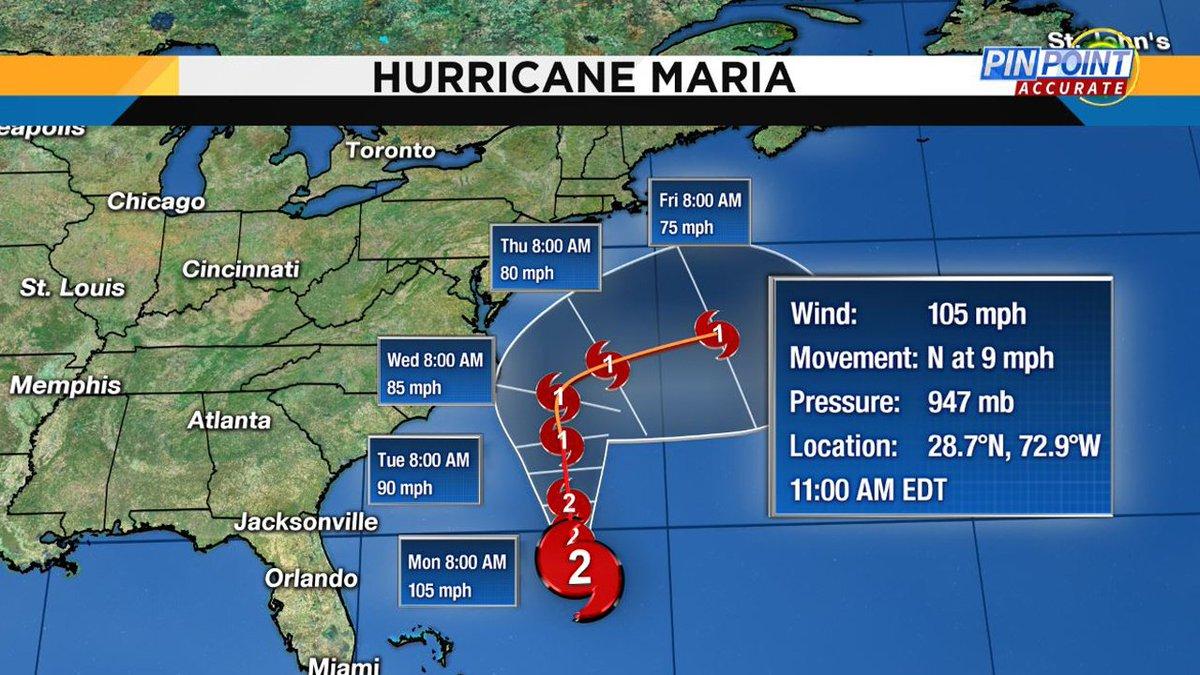 St. John's
HURRICANE MARIA
PINPOINT
ACCURATE
eapolis
Toronto
Chicago
Fri 8:00 AM
75 mph
Thu 8:00 AM
80 mph
Cincinnati
St. Louis
Wind: 105 mph
Movement: N at 9 mph
Pressure: 947 mb
Location: 28.7°N, 72.9°W
11:00 AM EDT
1
1
Wed 8:00 AM
85 mph
Memphis
1
Atlanta
1
Tue 8:00 AM
90 mph
2
Jacksonville
Mon 8:00 AM
105 mph
2
Orlando
Miami